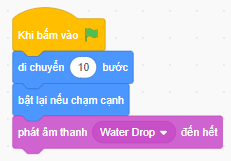 Khi bấm vào
di chuyển 10 bước
bật lại nếu chạm cạnh
phát âm thanh Water Drop đến hết